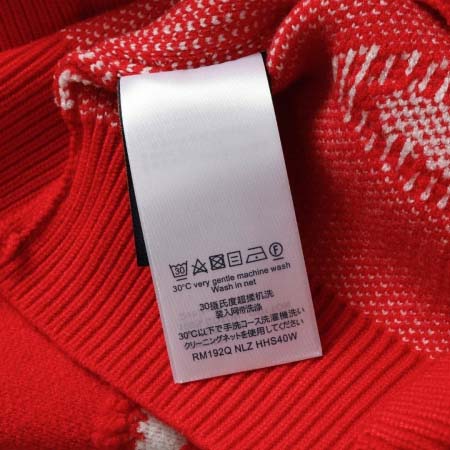 30
F
30°C very gentle machine wash
Wash in net
30摄氏度超揉机洗
装入网帘洗涤
30℃以下で手洗コース洗濯機洗い
クリーニングネットを使用してください
RM192Q NLZ HHS40W